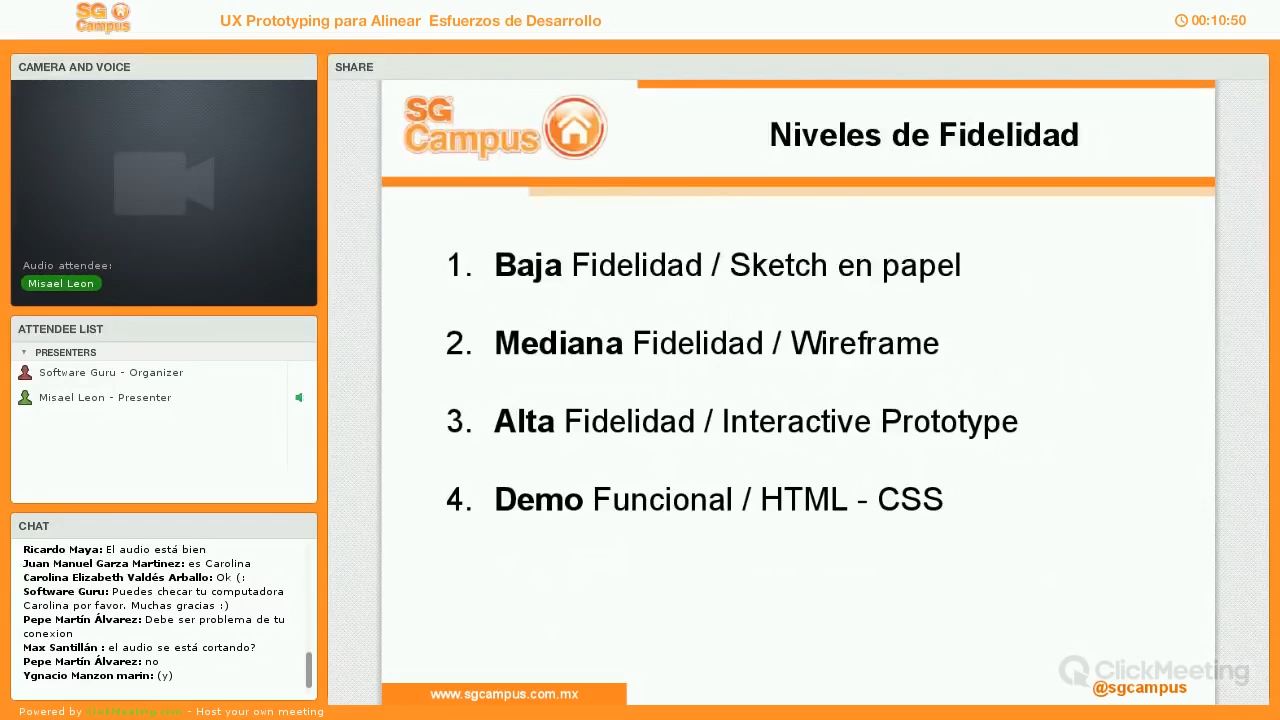 SG
Campus
UX Prototyping para Alinear Esfuerzos de Desarrollo
00:10:50
CAMERA AND VOICE
Audio attendee:
Misael Leon
ATTENDEE LIST
PRESENTERS
Software Guru - Organizer
Misael Leon - Presenter
CHAT
Ricardo Maya: El audio está bien
Juan Manuel Garza Martinez: es Carolina
Carolina Elizabeth Valdés Arballo: Ok (:
Software Guru: Puedes checar tu computadora
Carolina por favor. Muchas gracias :)
Pepe Martín Álvarez: Debe ser problema de tu
conexion
Max Santillán : el audio se está cortando?
Pepe Martín Álvarez: no
Ygnacio Manzon marin: (y)
Powered by ClickMeeting.com - Host your own meeting
SHARE
SG
Campus
Niveles de Fidelidad
1. Baja Fidelidad / Sketch en papel
2. Mediana Fidelidad / Wireframe
3. Alta Fidelidad / Interactive Prototype
4. Demo Funcional / HTML - CSS
www.sgcampus.com.mx
ClickMeeting
@sgcampus